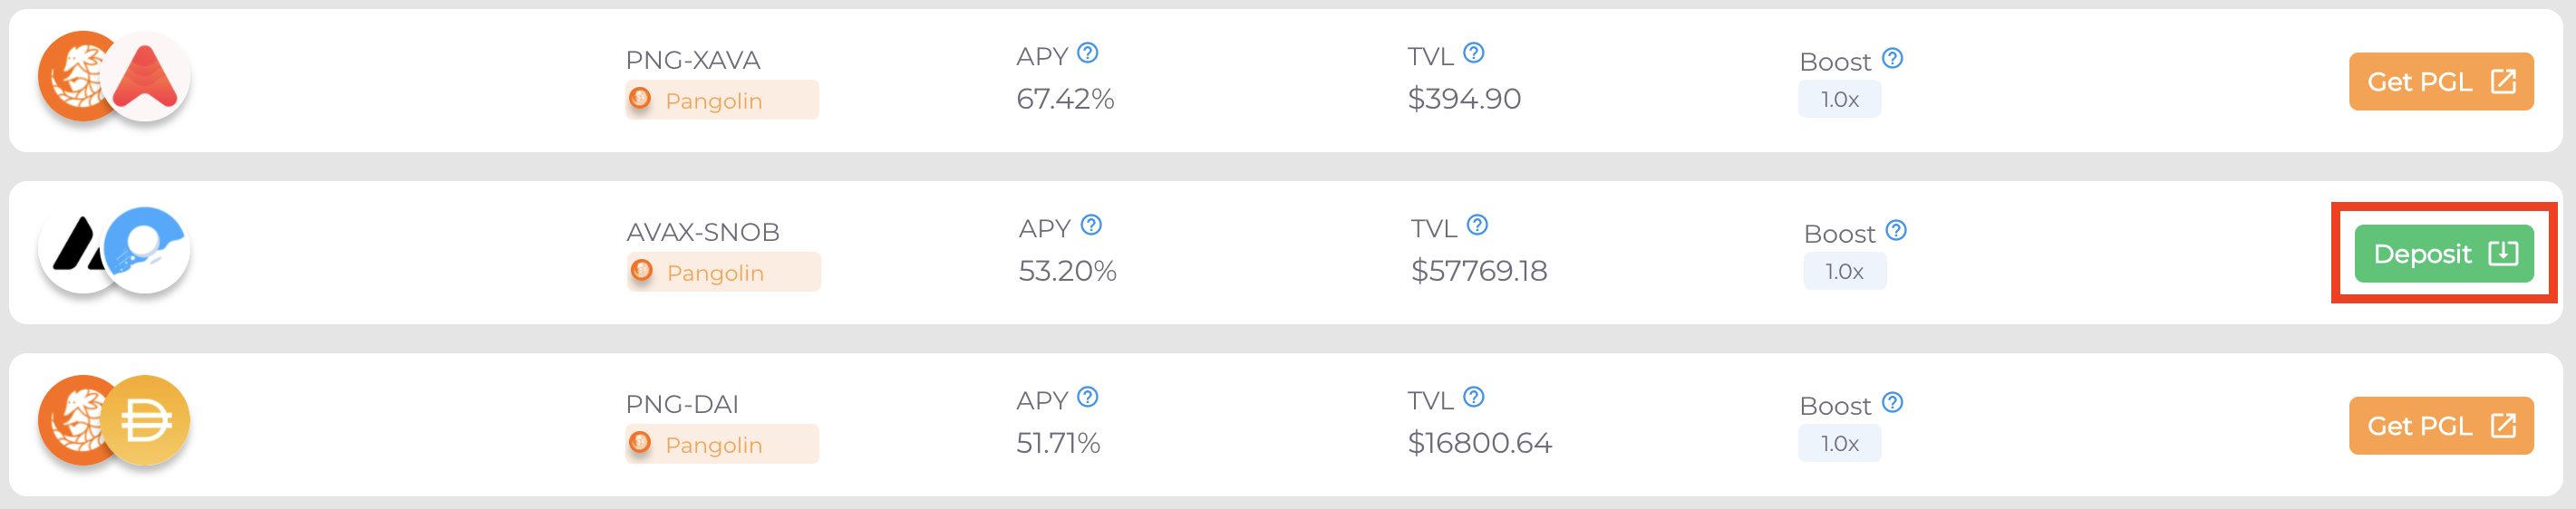 PNG-XAVA
Pangolin
APY ?
67.42%
TVL ?
$394.90
Boost ?
1.0x
Get PGL
AVAX-SNOB
Pangolin
APY ?
53.20%
TVL ?
$57769.18
Boost ?
1.0x
Deposit
PNG-DAI
Pangolin
APY ?
51.71%
TVL ?
$16800.64
Boost ?
1.0x
Get PGL